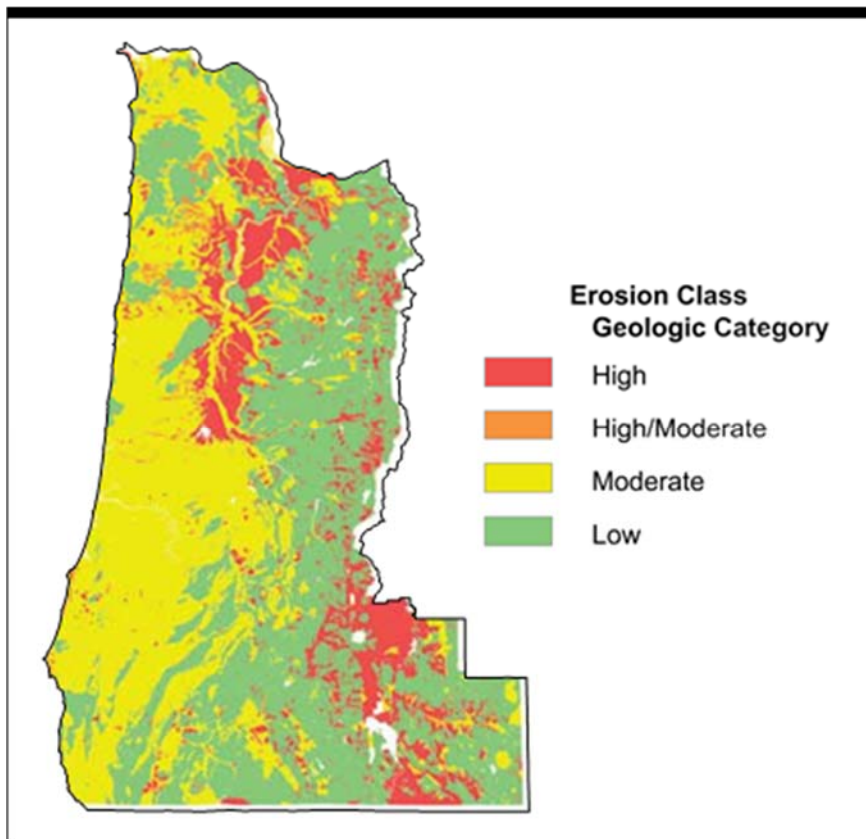 Erosion Class
Geologic Category
High
High/Moderate
Moderate
Low